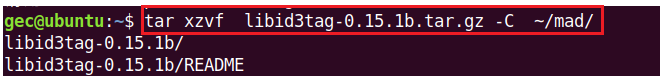 gec@ubuntu:~$ tar xzvf  libid3tag-0.15.1b.tar.gz -C  ~/mad/
libid3tag-0.15.1b/
libid3tag-0.15.1b/README